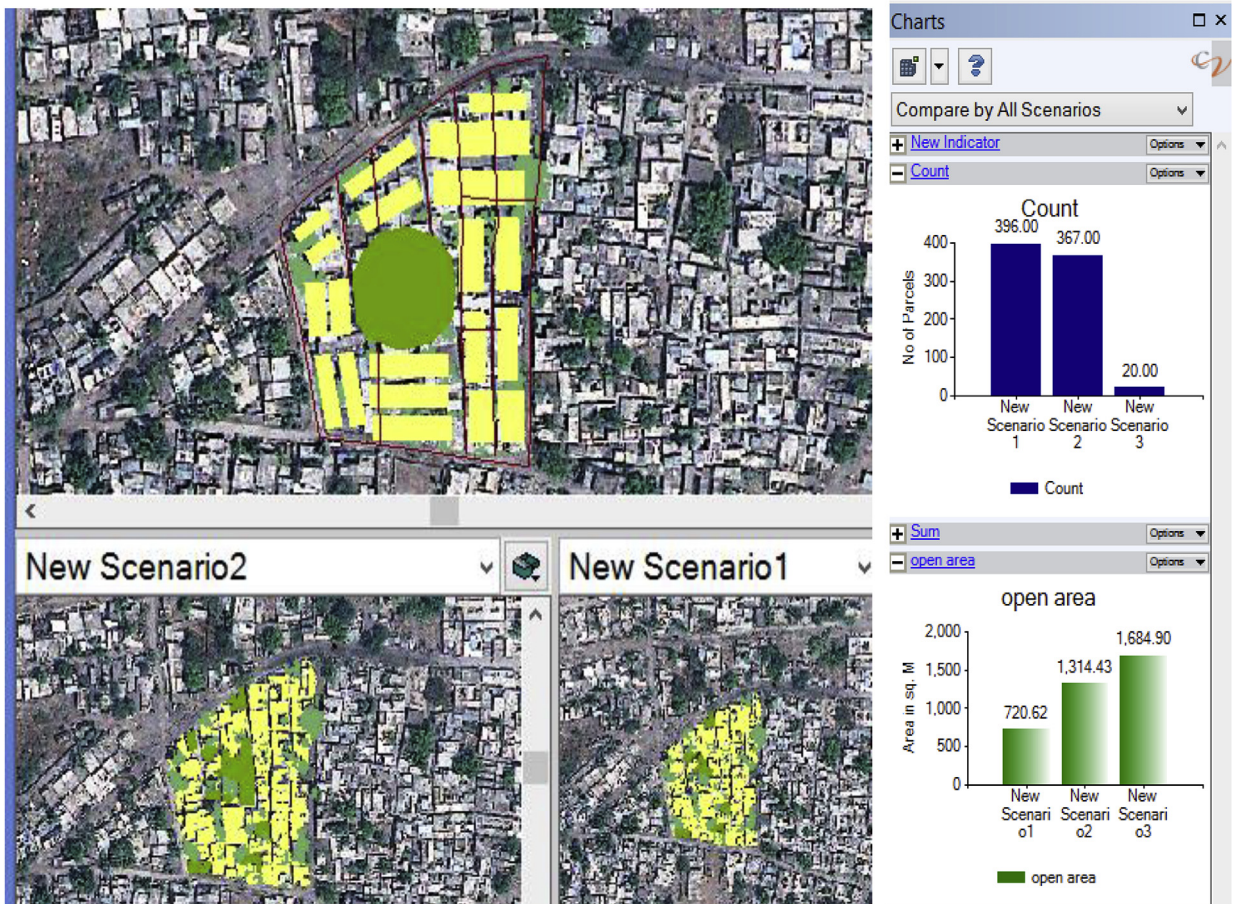 New Scenario2
New Scenario1
Charts
Compare by All Scenarios
New Indicator
Options
Count
Options
Count
396.00
367.00
20.00
400
300
200
100
0
No of Parcels
New Scenario 1
New Scenario 2
New Scenario 3
Count
Sum
Options
open area
Options
open area
2,000
1,500
1,000
500
0
Area in sq. M
720.62
1,314.43
1,684.90
New
Scenari
o1
New
Scenari
o2
New
Scenari
o3
open area